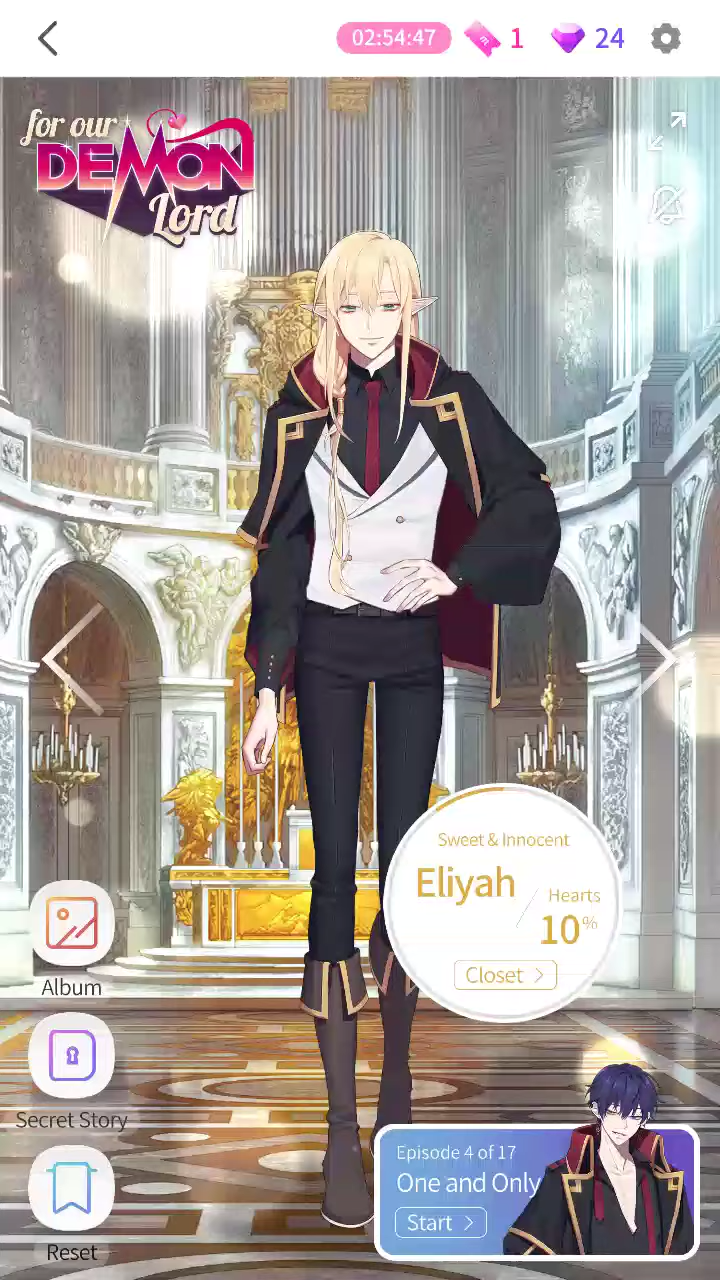 02:54:47
1
24
for our
DEMON
Lord
Sweet & Innocent
Eliyah
Hearts
10%
Closet >
Album
Secret Story
Reset
Episode 4 of 17
One and Only
Start >